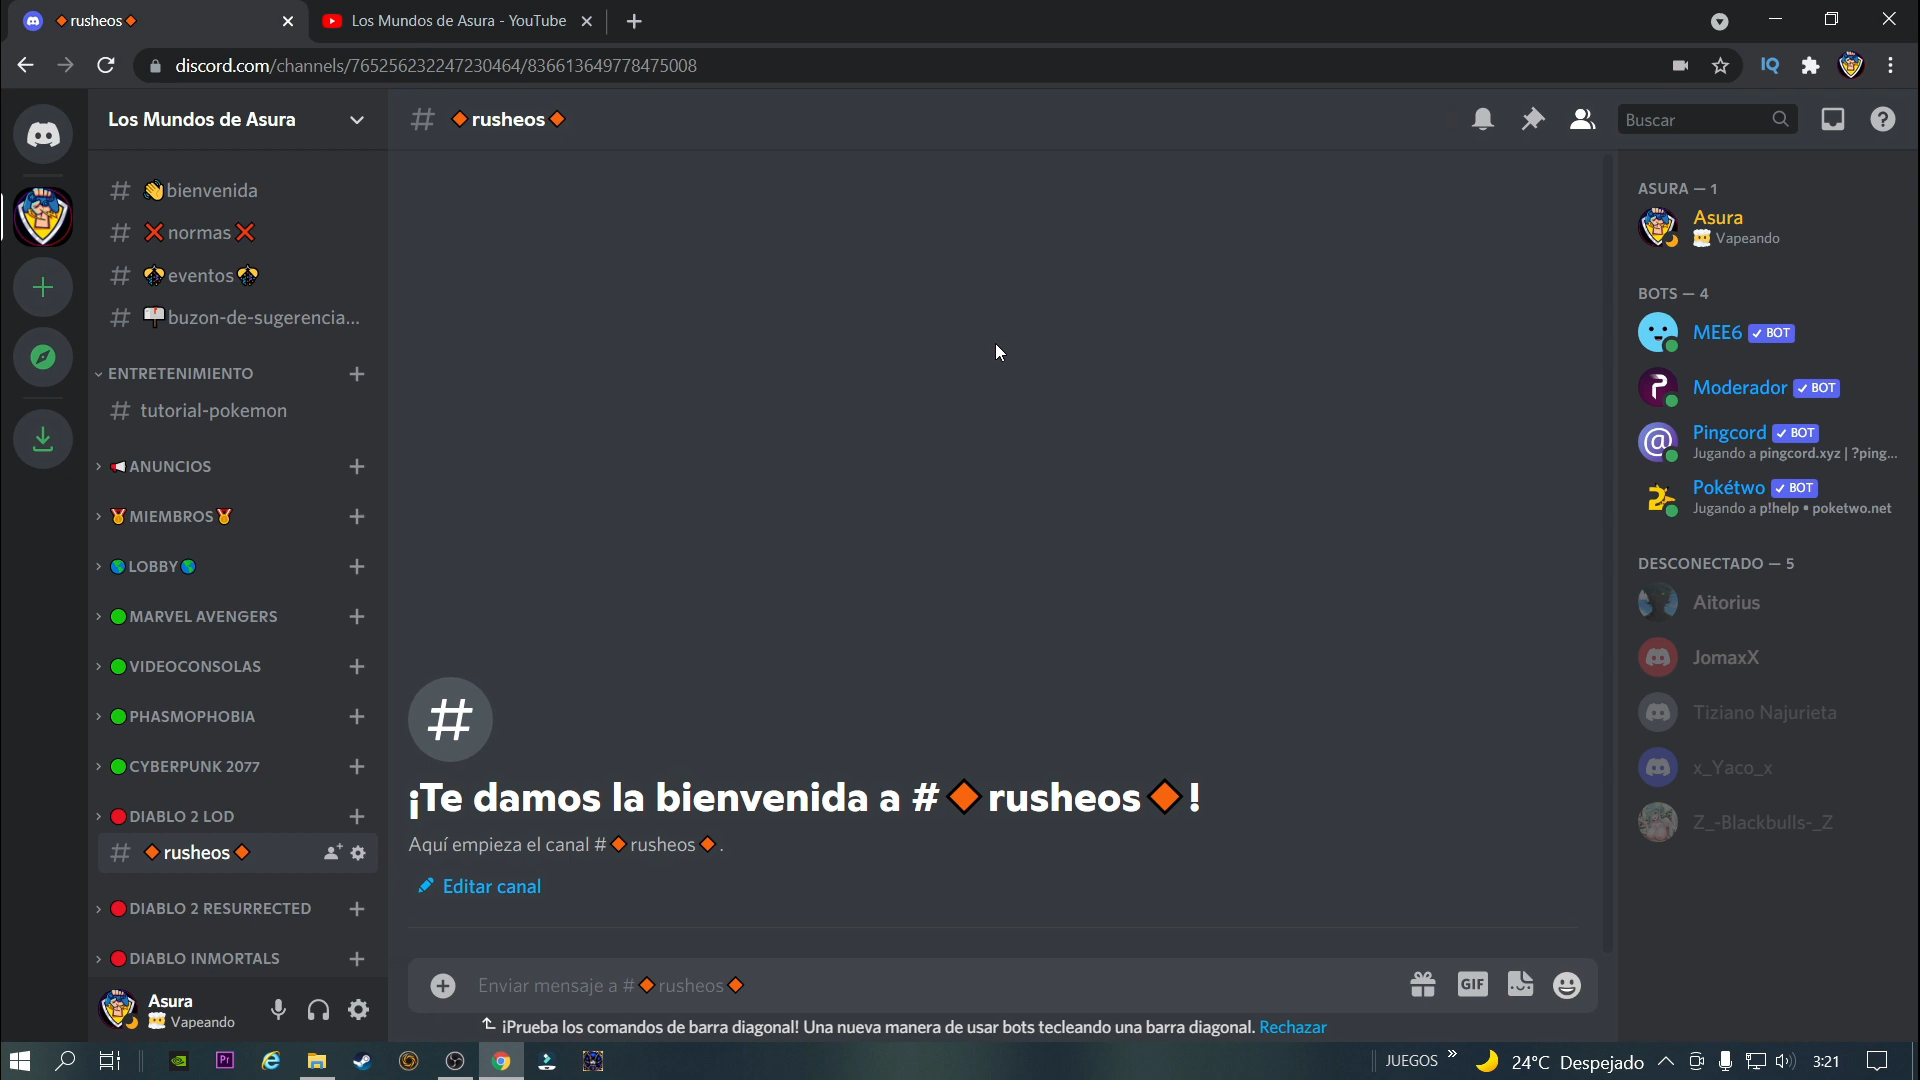 🔶rusheos🔶
Los Mundos de Asura - YouTube
discord.com/channels/765256232247230464/836613649778475008
IQ
Los Mundos de Asura
# 🔶rusheos🔶
Buscar
# 👋bienvenida
# ❌normas❌
# eventos
# buzon-de-sugerencia...
ENTRETENIMIENTO
# tutorial-pokemon
📢ANUNCIOS
🏅MIEMBROS🏅
🌎LOBBY🌎
🟢MARVEL AVENGERS
🟢VIDEOCONSOLAS
🟢PHASMOPHOBIA
🟢CYBERPUNK 2077
🔴DIABLO 2 LOD
# 🔶rusheos🔶
🔴DIABLO 2 RESURRECTED
🔴DIABLO INMORTALS
Asura
Vapeando
#
¡Te damos la bienvenida a #🔶rusheos🔶!
Aquí empieza el canal #🔶rusheos🔶.
Editar canal
Enviar mensaje a #🔶rusheos🔶
GIF
¡Prueba los comandos de barra diagonal! Una nueva manera de usar bots tecleando una barra diagonal. Rechazar
ASURA — 1
Asura
Vapeando
BOTS — 4
MEE6 ✓ BOT
Moderador ✓ BOT
Pingcord ✓ BOT
Jugando a pingcord.xyz | ?ping...
Pokétwo ✓ BOT
Jugando a p!help • poketwo.net
DESCONECTADO — 5
Aitorius
JomaxX
Tiziano Najurieta
x_Yaco_x
Z_-Blackbulls-_Z
Pr
JUEGOS »
24°C Despejado
3:21